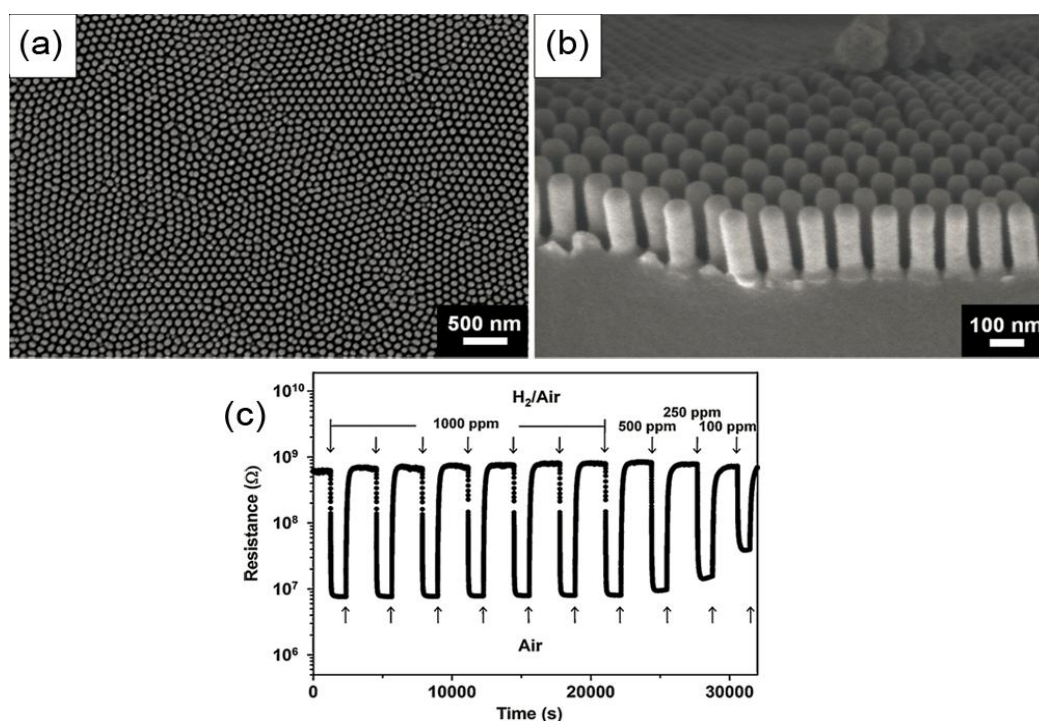 (a)
500 nm
(b)
100 nm
(c)
H₂/Air
1000 ppm
500 ppm
250 ppm
100 ppm
Air
Resistance (Ω)
10¹⁰
10⁹
10⁸
10⁷
10⁶
0
10000
20000
30000
Time (s)